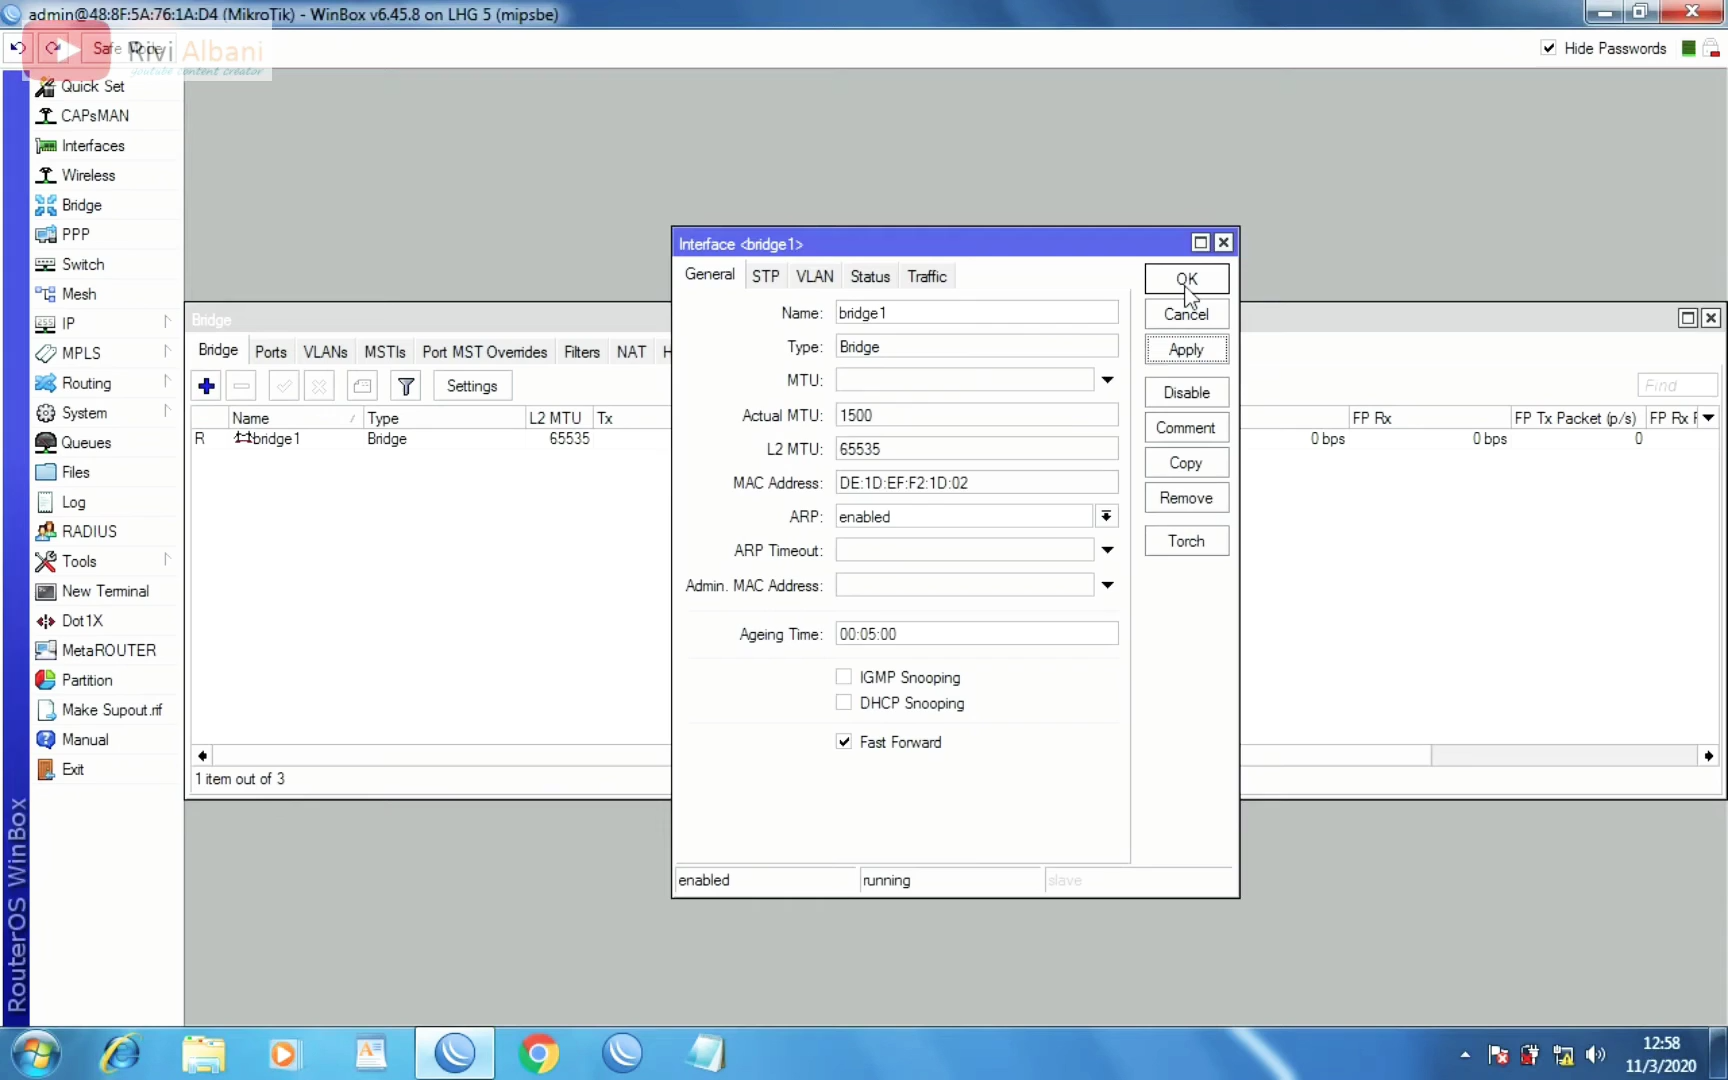 admin@48:8F:5A:76:1A:D4 (MikroTik) - WinBox v6.45.8 on LHG 5 (mipsbe)
Safe Mode
Rivi Albani
youtube content creator
Hide Passwords
Quick Set
CAPsMAN
Interfaces
Wireless
Bridge
PPP
Switch
Mesh
IP
MPLS
Routing
System
Queues
Files
Log
RADIUS
Tools
New Terminal
Dot1X
MetaROUTER
Partition
Make Supout.rif
Manual
Exit
RouterOS WinBox
Bridge
Bridge Ports VLANs MSTIs Port MST Overrides Filters NAT H
Settings
Find
Name Type L2 MTU Tx FP Rx FP Tx Packet (p/s) FP Rx F
R bridge1 Bridge 65535 0 bps 0 bps 0
1 item out of 3
Interface <bridge1>
General STP VLAN Status Traffic
Name: bridge1
Type: Bridge
MTU:
Actual MTU: 1500
L2 MTU: 65535
MAC Address: DE:1D:EF:F2:1D:02
ARP: enabled
ARP Timeout:
Admin. MAC Address:
Ageing Time: 00:05:00
IGMP Snooping
DHCP Snooping
Fast Forward
enabled running slave
OK
Cancel
Apply
Disable
Comment
Copy
Remove
Torch
12:58
11/3/2020